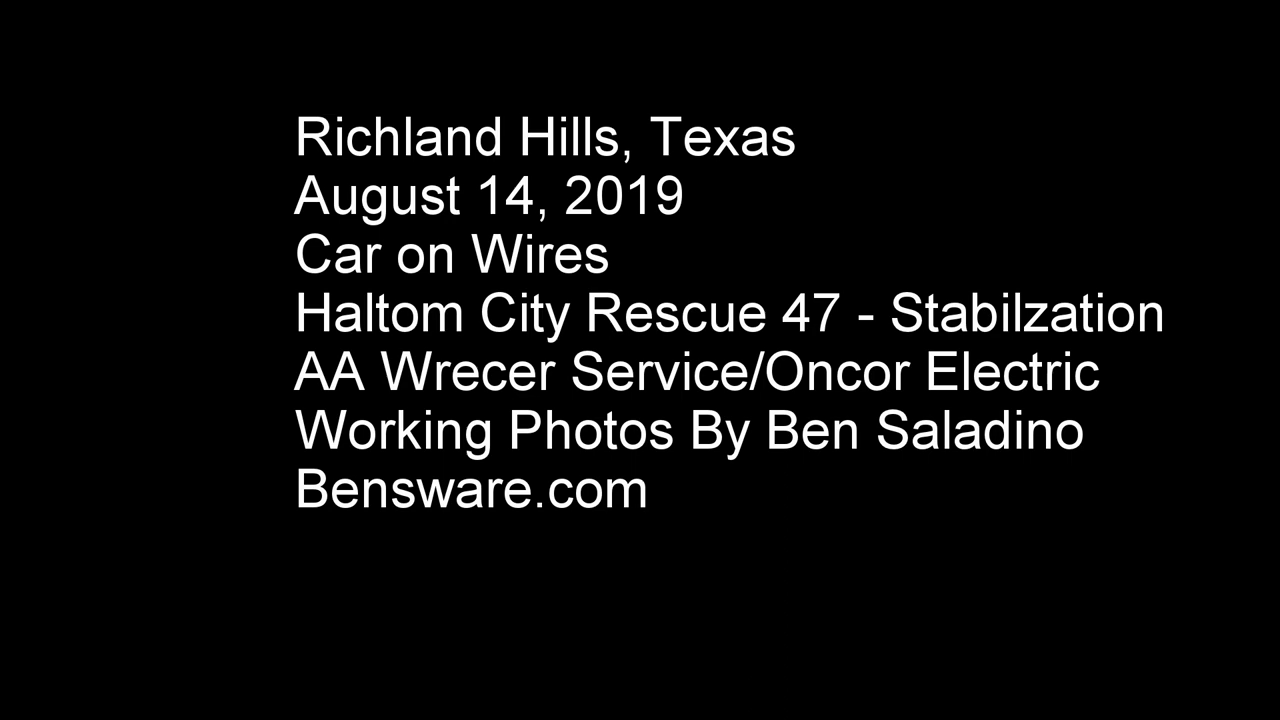 Richland Hills, Texas
August 14, 2019
Car on Wires
Haltom City Rescue 47 - Stabilzation
AA Wrecer Service/Oncor Electric
Working Photos By Ben Saladino
Bensware.com